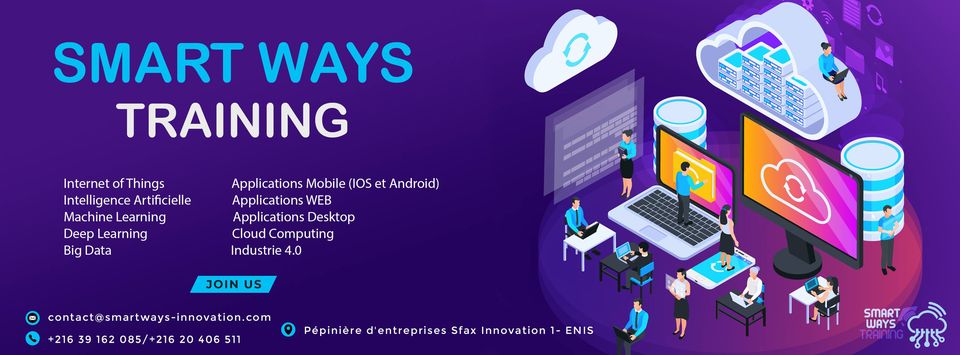 SMART WAYS
TRAINING
Internet of Things
Intelligence Artificielle
Machine Learning
Deep Learning
Big Data
Applications Mobile (IOS et Android)
Applications WEB
Applications Desktop
Cloud Computing
Industrie 4.0
JOIN US
contact@smartways-innovation.com
+216 39 162 085/+216 20 406 511
Pépinière d'entreprises Sfax Innovation 1- ENIS
SMART
WAYS
TRAINING